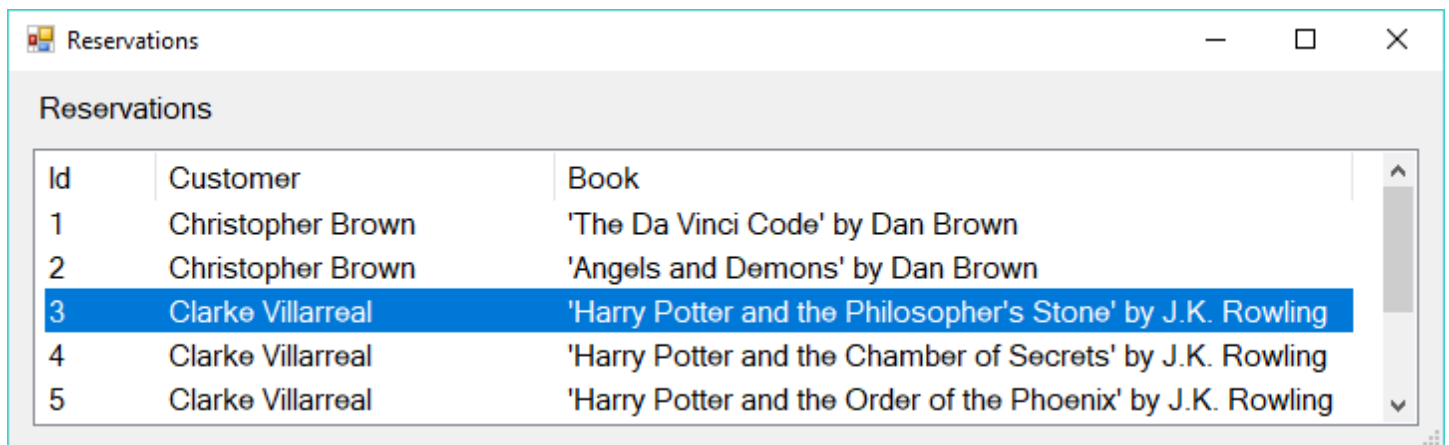 Reservations
Reservations
Id Customer Book
1 Christopher Brown 'The Da Vinci Code' by Dan Brown
2 Christopher Brown 'Angels and Demons' by Dan Brown
3 Clarke Villarreal 'Harry Potter and the Philosopher's Stone' by J.K. Rowling
4 Clarke Villarreal 'Harry Potter and the Chamber of Secrets' by J.K. Rowling
5 Clarke Villarreal 'Harry Potter and the Order of the Phoenix' by J.K. Rowling